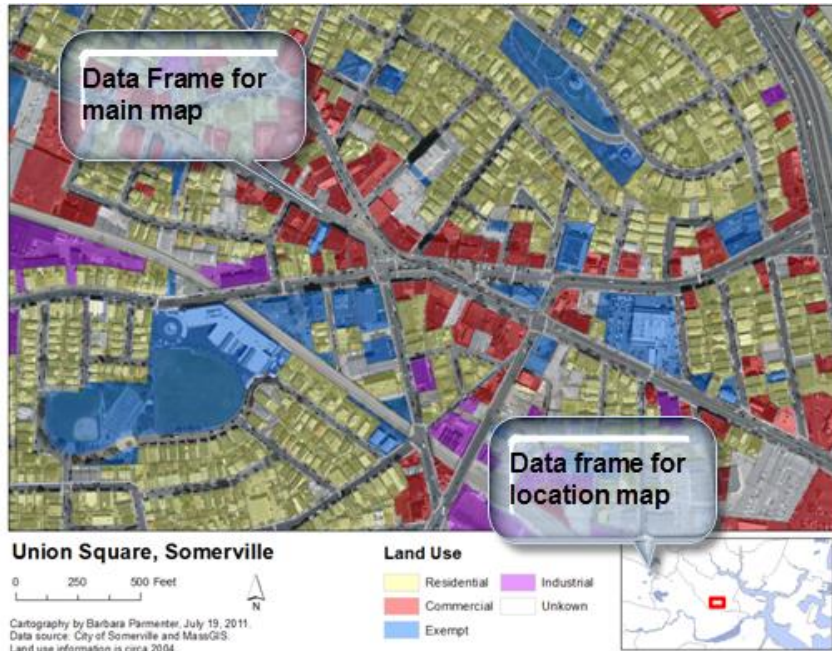 Data Frame for
main map
Data frame for
location map
Union Square, Somerville
0 250 500 Feet
N
Cartography by Barbara Parmenter, July 19, 2011.
Data source: City of Somerville and MassGIS.
Land use information is circa 2004.
Land Use
Residential
Commercial
Exempt
Industrial
Unkown